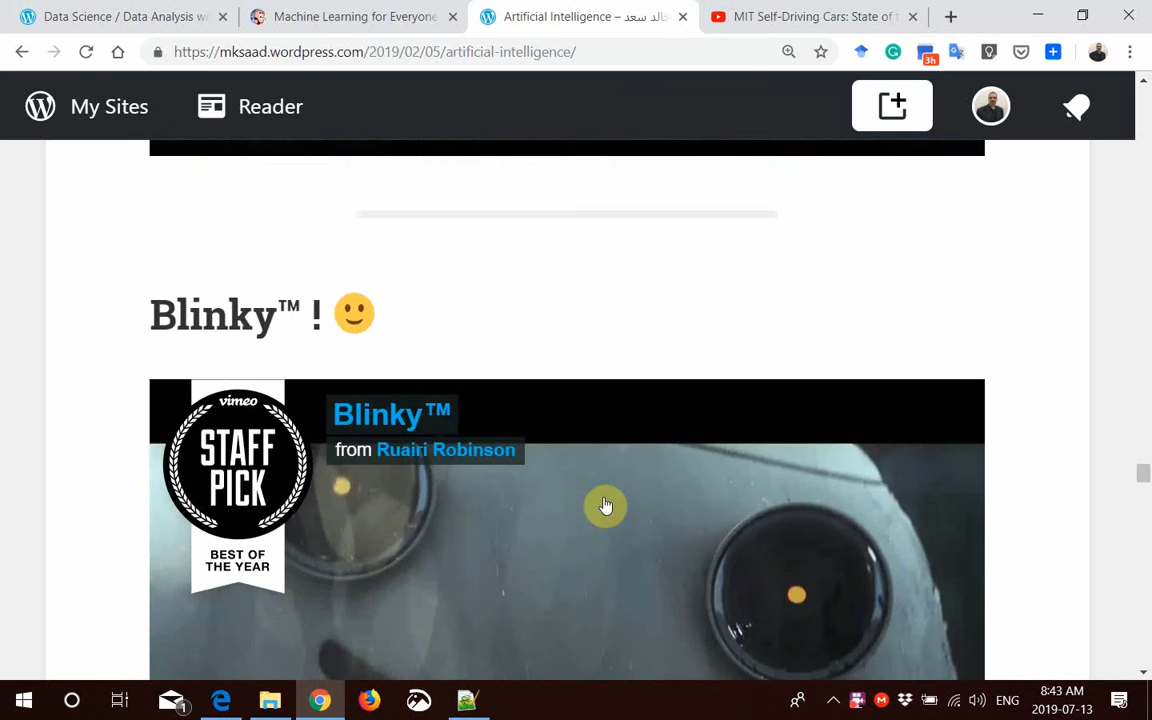 Data Science / Data Analysis w
Machine Learning for Everyone
Artificial Intelligence – خالد سعد
MIT Self-Driving Cars: State of t
https://mksaad.wordpress.com/2019/02/05/artificial-intelligence/
3h
My Sites
Reader
Blinky™ ! 🙂
vimeo
STAFF
PICK
BEST OF
THE YEAR
Blinky™
from Ruairi Robinson
1
ENG
8:43 AM
2019-07-13